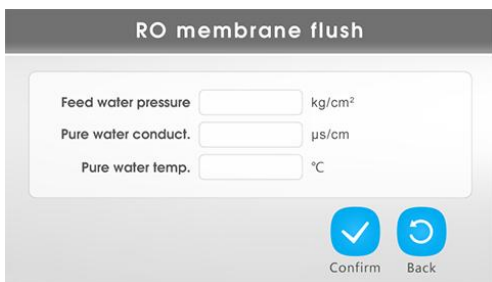 RO membrane flush
Feed water pressure kg/cm²
Pure water conduct. µs/cm
Pure water temp. °C
Confirm Back